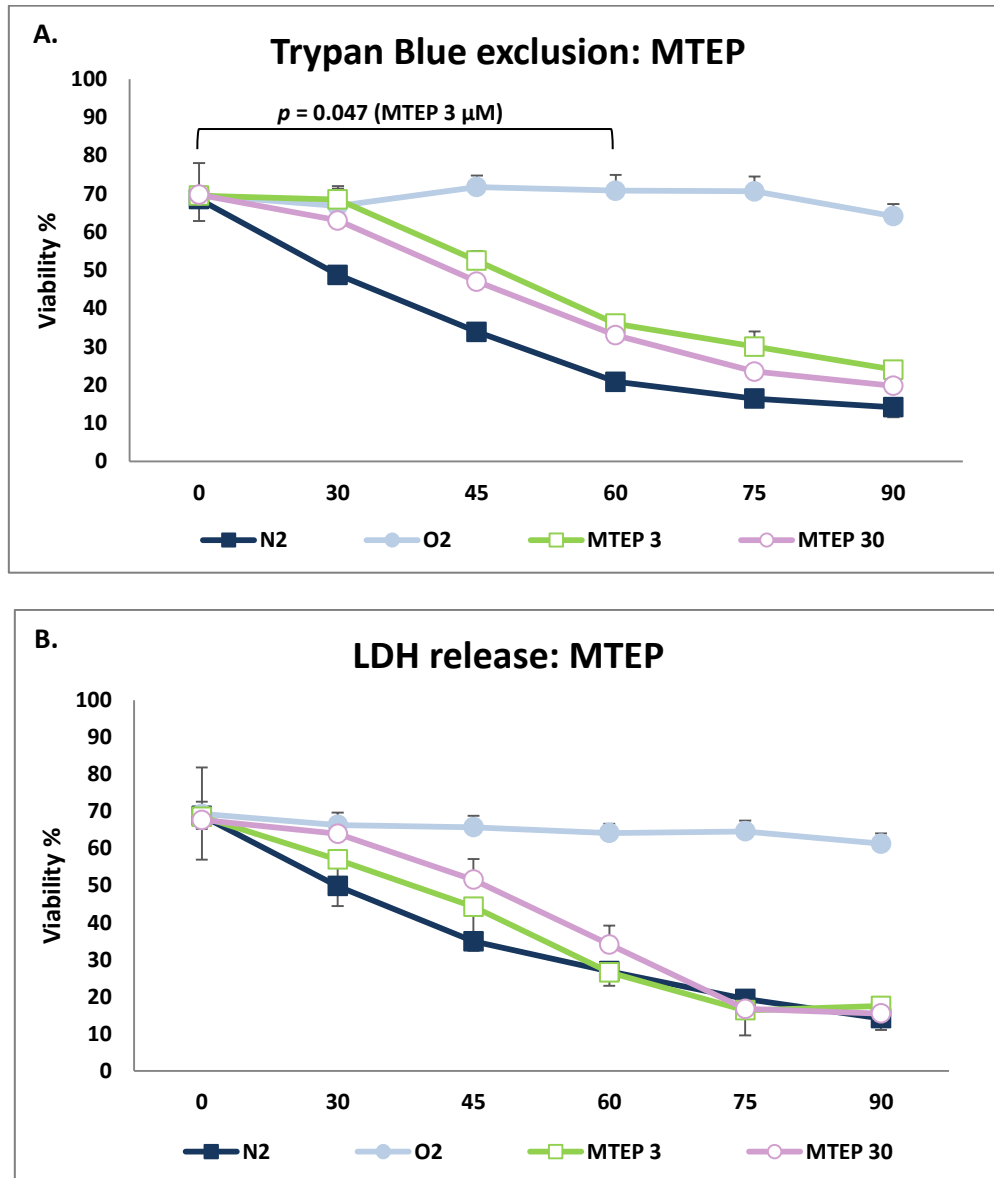 A.
Trypan Blue exclusion: MTEP
100
90
80
70
60
50
40
30
20
10
0
Viability %
p = 0.047 (MTEP 3 µM)
0 30 45 60 75 90
N2 O2 MTEP 3 MTEP 30
B.
LDH release: MTEP
100
90
80
70
60
50
40
30
20
10
0
Viability %
0 30 45 60 75 90
N2 O2 MTEP 3 MTEP 30